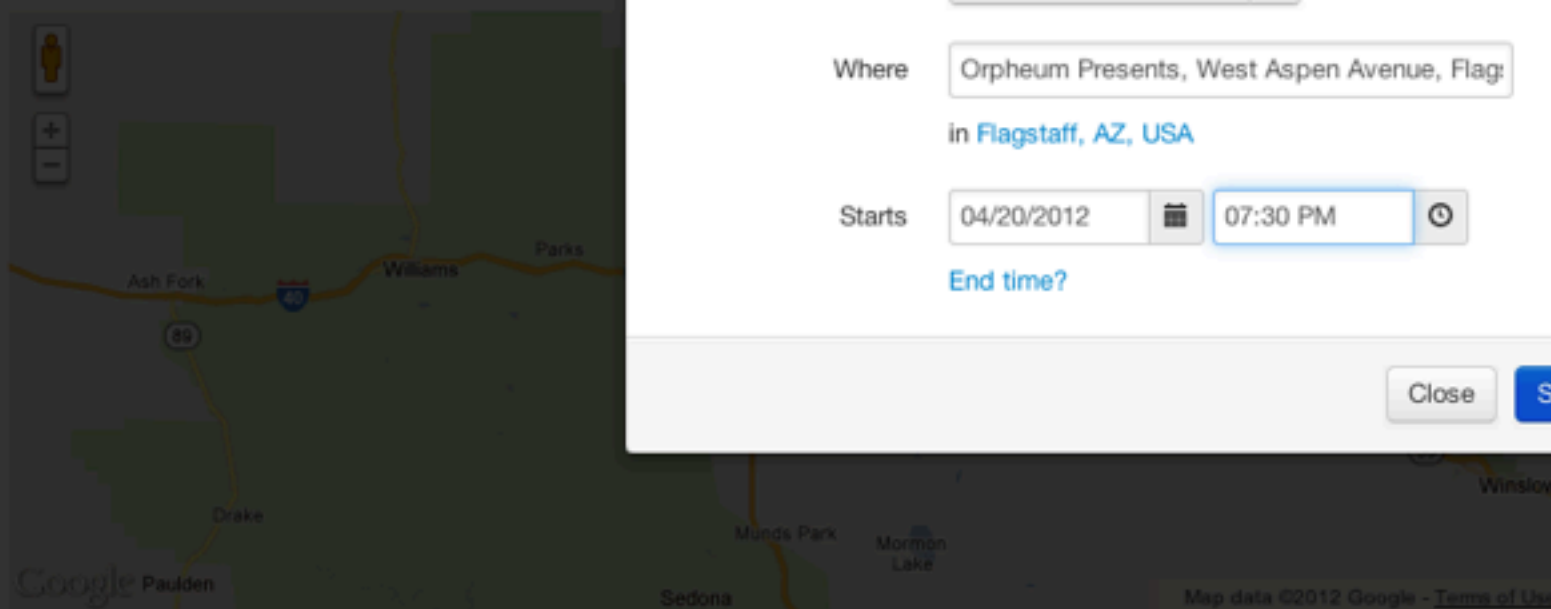 Where Orpheum Presents, West Aspen Avenue, Flags
in Flagstaff, AZ, USA
Starts 04/20/2012 07:30 PM
End time?
Close S
+
−
Parks
Williams
Ash Fork
40
89
Drake
Munds Park
Mormon
Lake
Winslow
Google Paulden
Sedona
Map data ©2012 Google - Terms of Use